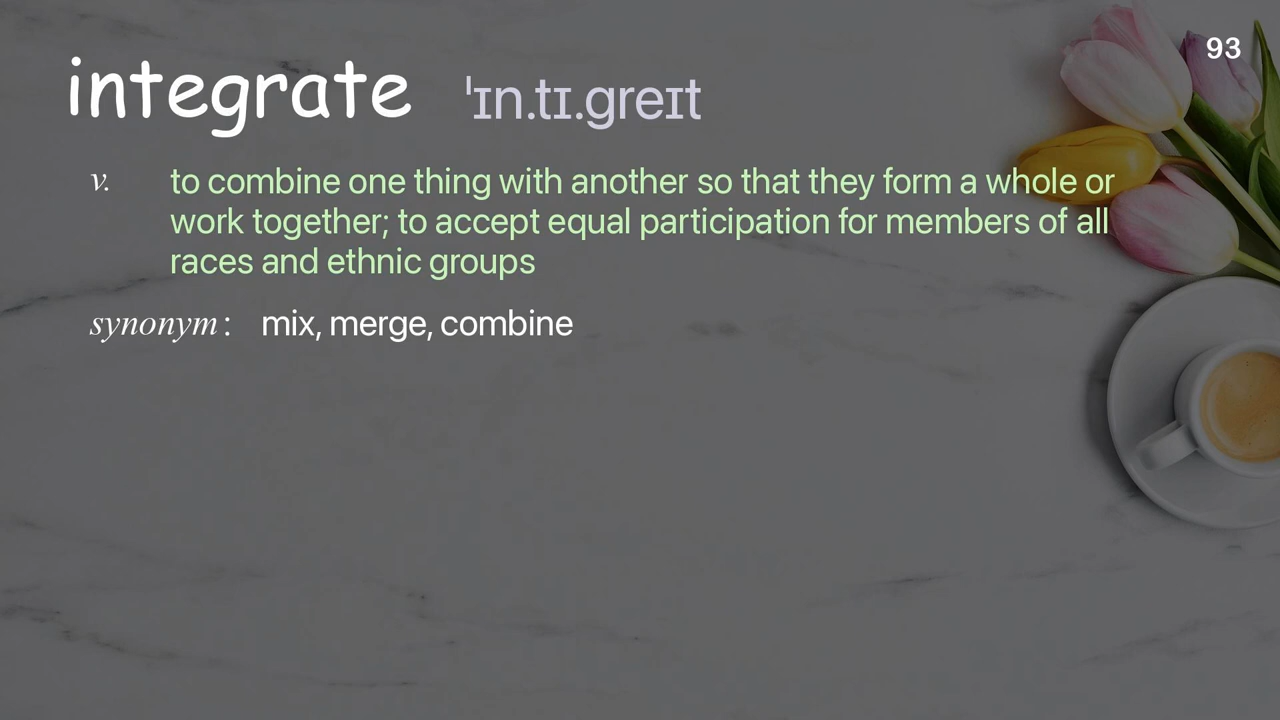 93
integrate ˈɪn.tɪ.ɡreɪt
v. to combine one thing with another so that they form a whole or
work together; to accept equal participation for members of all
races and ethnic groups
synonym: mix, merge, combine